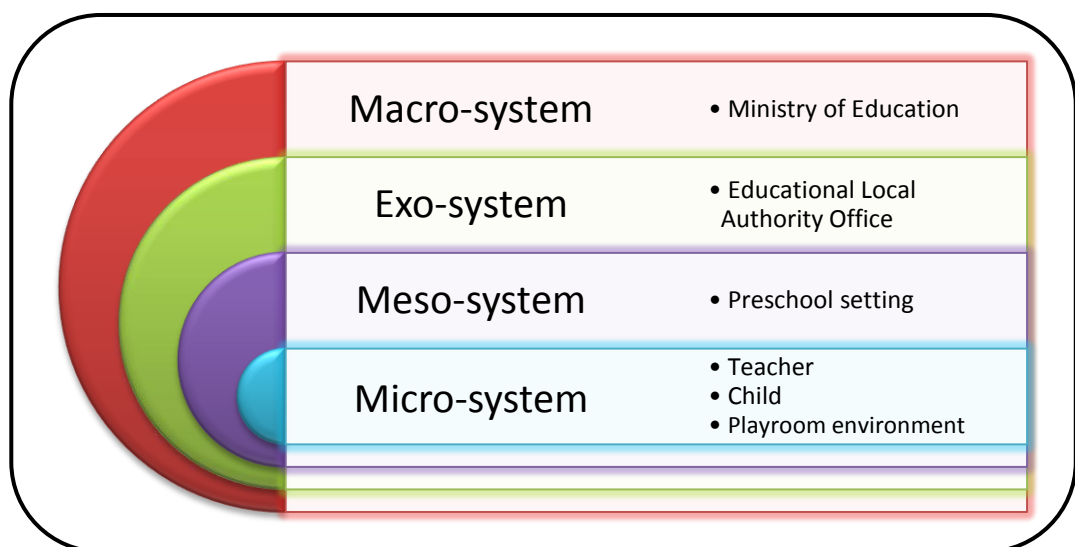 Macro-system
• Ministry of Education
Exo-system
• Educational Local
Authority Office
Meso-system
• Preschool setting
Micro-system
• Teacher
• Child
• Playroom environment